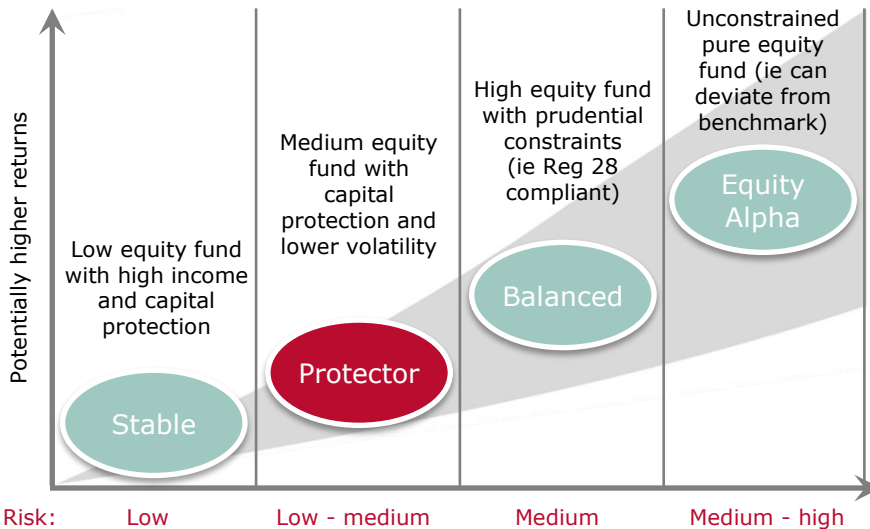 Potentially higher returns
Low equity fund
with high income
and capital
protection
Stable
Medium equity
fund with
capital
protection and
lower volatility
Protector
High equity fund
with prudential
constraints
(ie Reg 28
compliant)
Balanced
Unconstrained
pure equity
fund (ie can
deviate from
benchmark)
Equity
Alpha
Risk: Low Low - medium Medium Medium - high